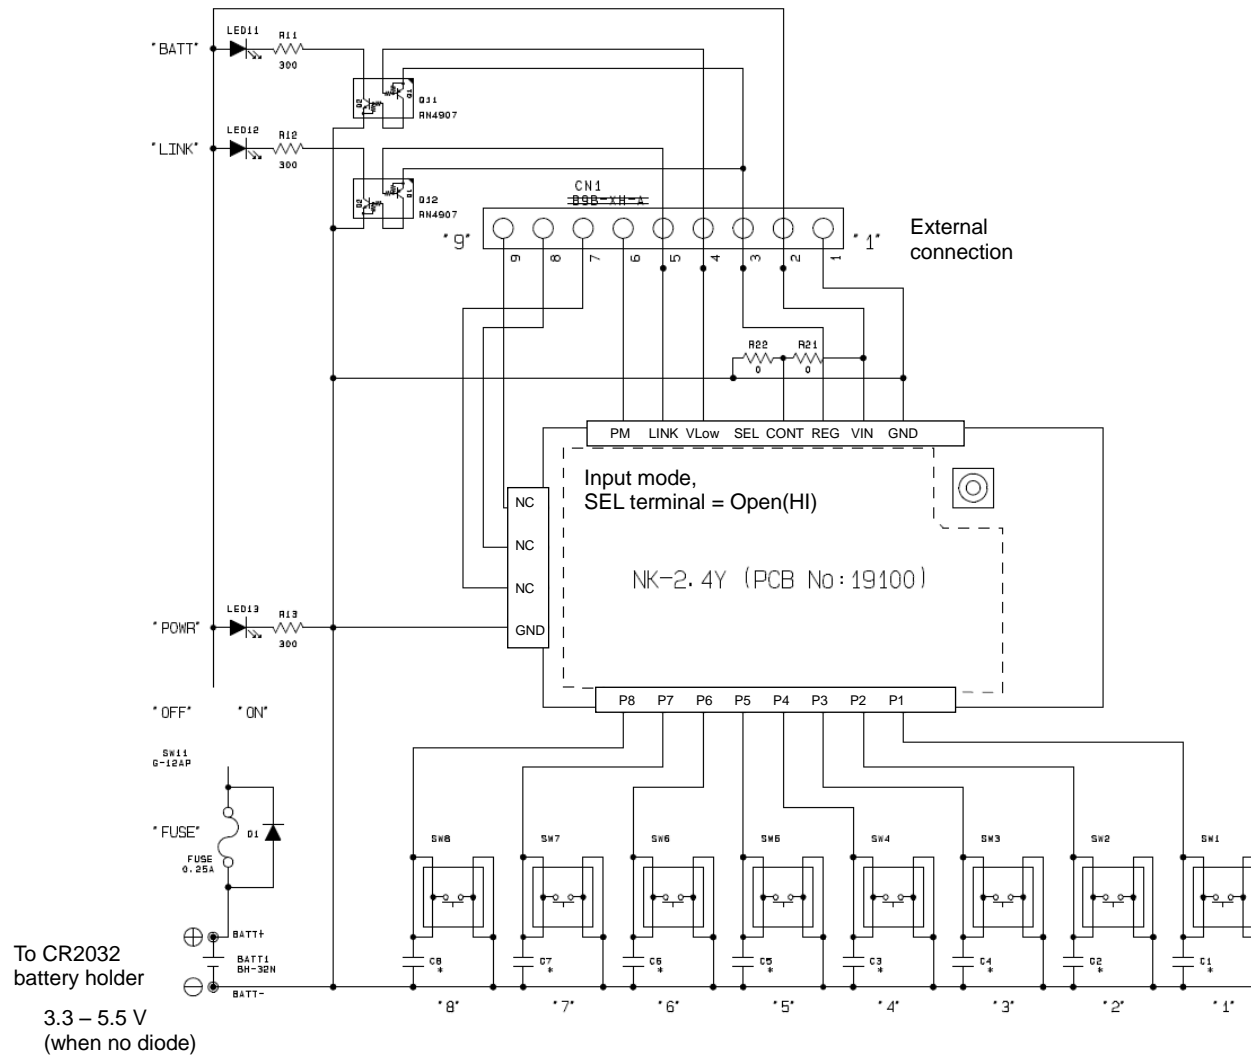 LED11
R11
"BATT"
300
Q2
Q1
Q11
RN4907
LED12
R12
"LINK"
300
Q2
Q1
Q12
RN4907
CN1
B9B-XH-A
"9"
"1"
External
connection
9
8
7
6
5
4
3
2
1
R22
R21
0
0
PM LINK VLow SEL CONT REG VIN GND
Input mode,
SEL terminal = Open(HI)
NC
NC
NC
GND
NK-2.4Y (PCB No:19100)
LED13
R13
"POWR"
300
P8 P7 P6 P5 P4 P3 P2 P1
"OFF" "ON"
SW11
G-12AP
"FUSE"
D1
FUSE
0.25A
SW8 SW7 SW6 SW5 SW4 SW3 SW2 SW1
BATT+
BATT1
BH-32N
BATT-
To CR2032
battery holder
3.3 – 5.5 V
(when no diode)
C8 C7 C6 C5 C3 C4 C2 C1
* * * * * * * *
"8" "7" "6" "5" "4" "3" "2" "1"